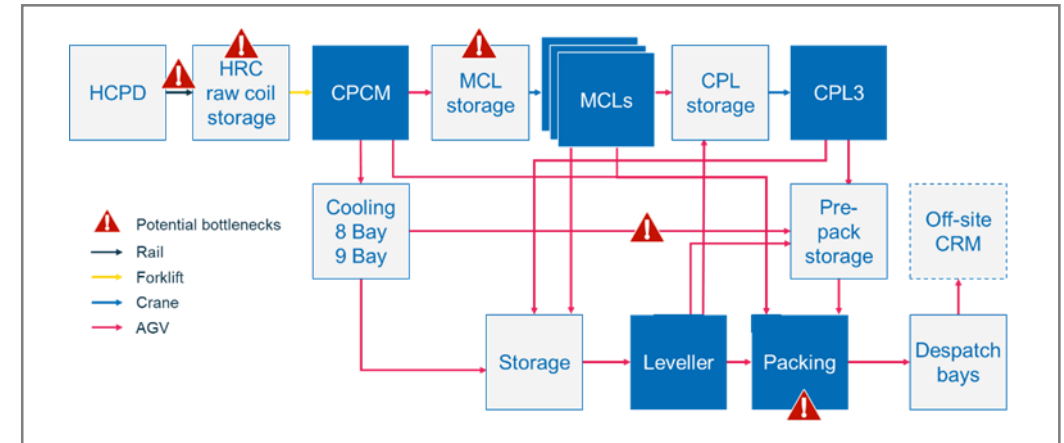 HCPD
HRC
raw coil
storage
CPCM
MCL
storage
MCLs
CPL
storage
CPL3
Cooling
8 Bay
9 Bay
Pre-
pack
storage
Off-site
CRM
Potential bottlenecks
Rail
Forklift
Crane
AGV
Storage
Leveller
Packing
Despatch
bays